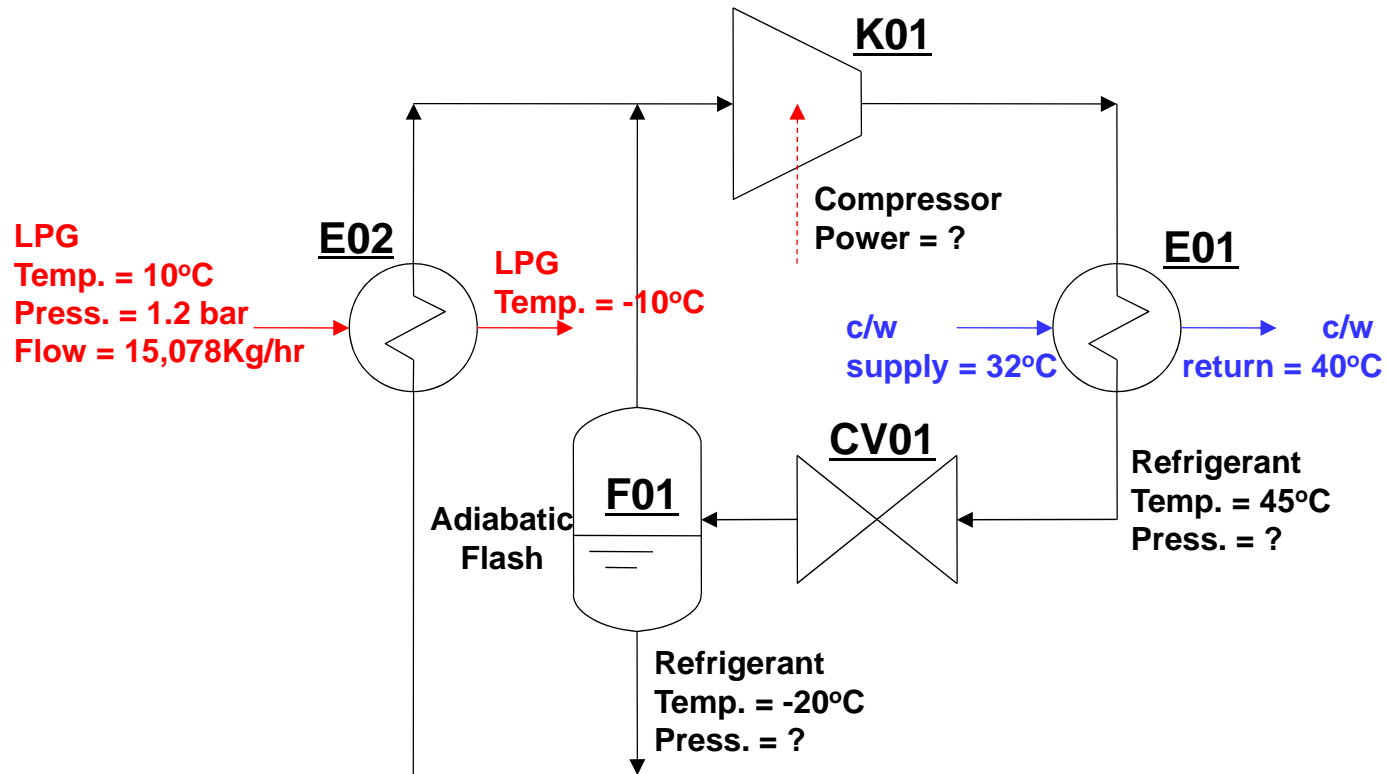 K01
Compressor
Power = ?
E02
LPG
Temp. = 10°C
Press. = 1.2 bar
Flow = 15,078Kg/hr
LPG
Temp. = -10°C
E01
c/w
supply = 32°C
c/w
return = 40°C
CV01
F01
Adiabatic
Flash
Refrigerant
Temp. = 45°C
Press. = ?
Refrigerant
Temp. = -20°C
Press. = ?